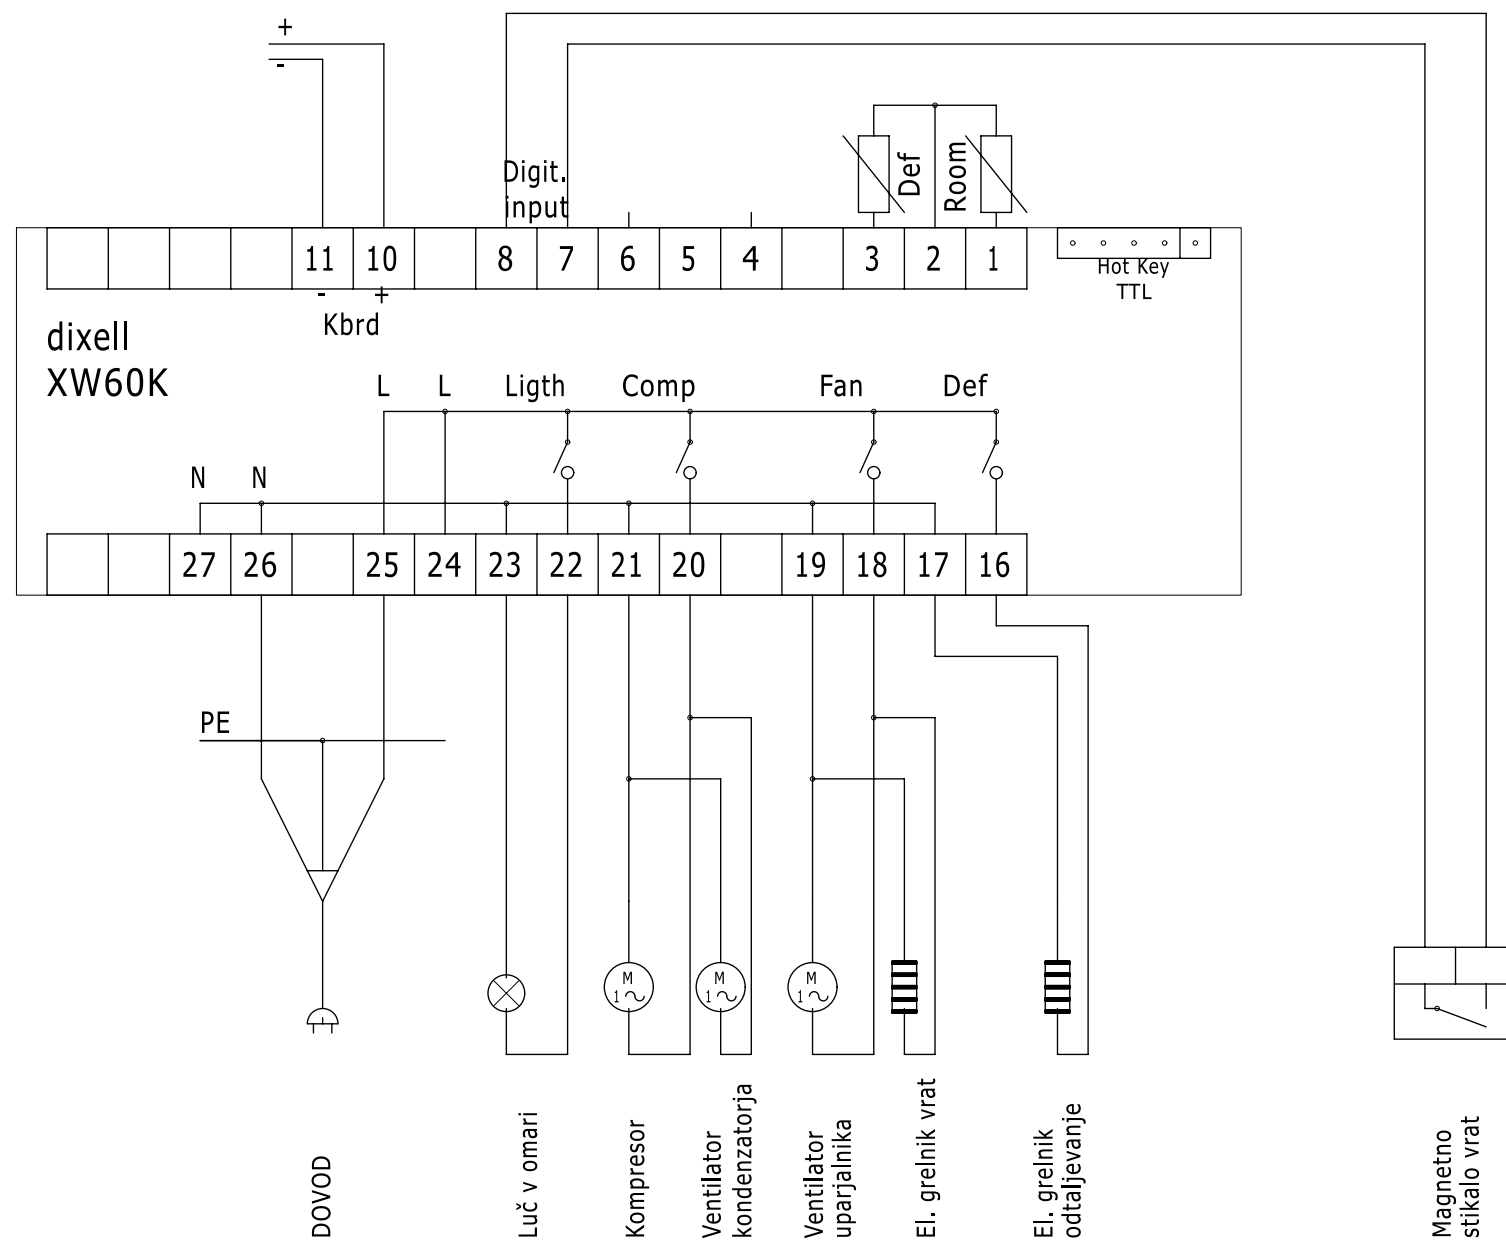 +
-
Digit.
input
Def
Room
11 10 8 7 6 5 4 3 2 1
- +
Kbrd
Hot Key
TTL
dixell
XW60K
L L Ligth Comp Fan Def
N N
27 26 25 24 23 22 21 20 19 18 17 16
PE
M
1
M
1
M
1
DOVOD
Luč v omari
Kompresor
Ventilator
kondenzatorja
Ventilator
uparjalnika
El. grelnik vrat
El. grelnik
odtaljevanje
Magnetno
stikalo vrat